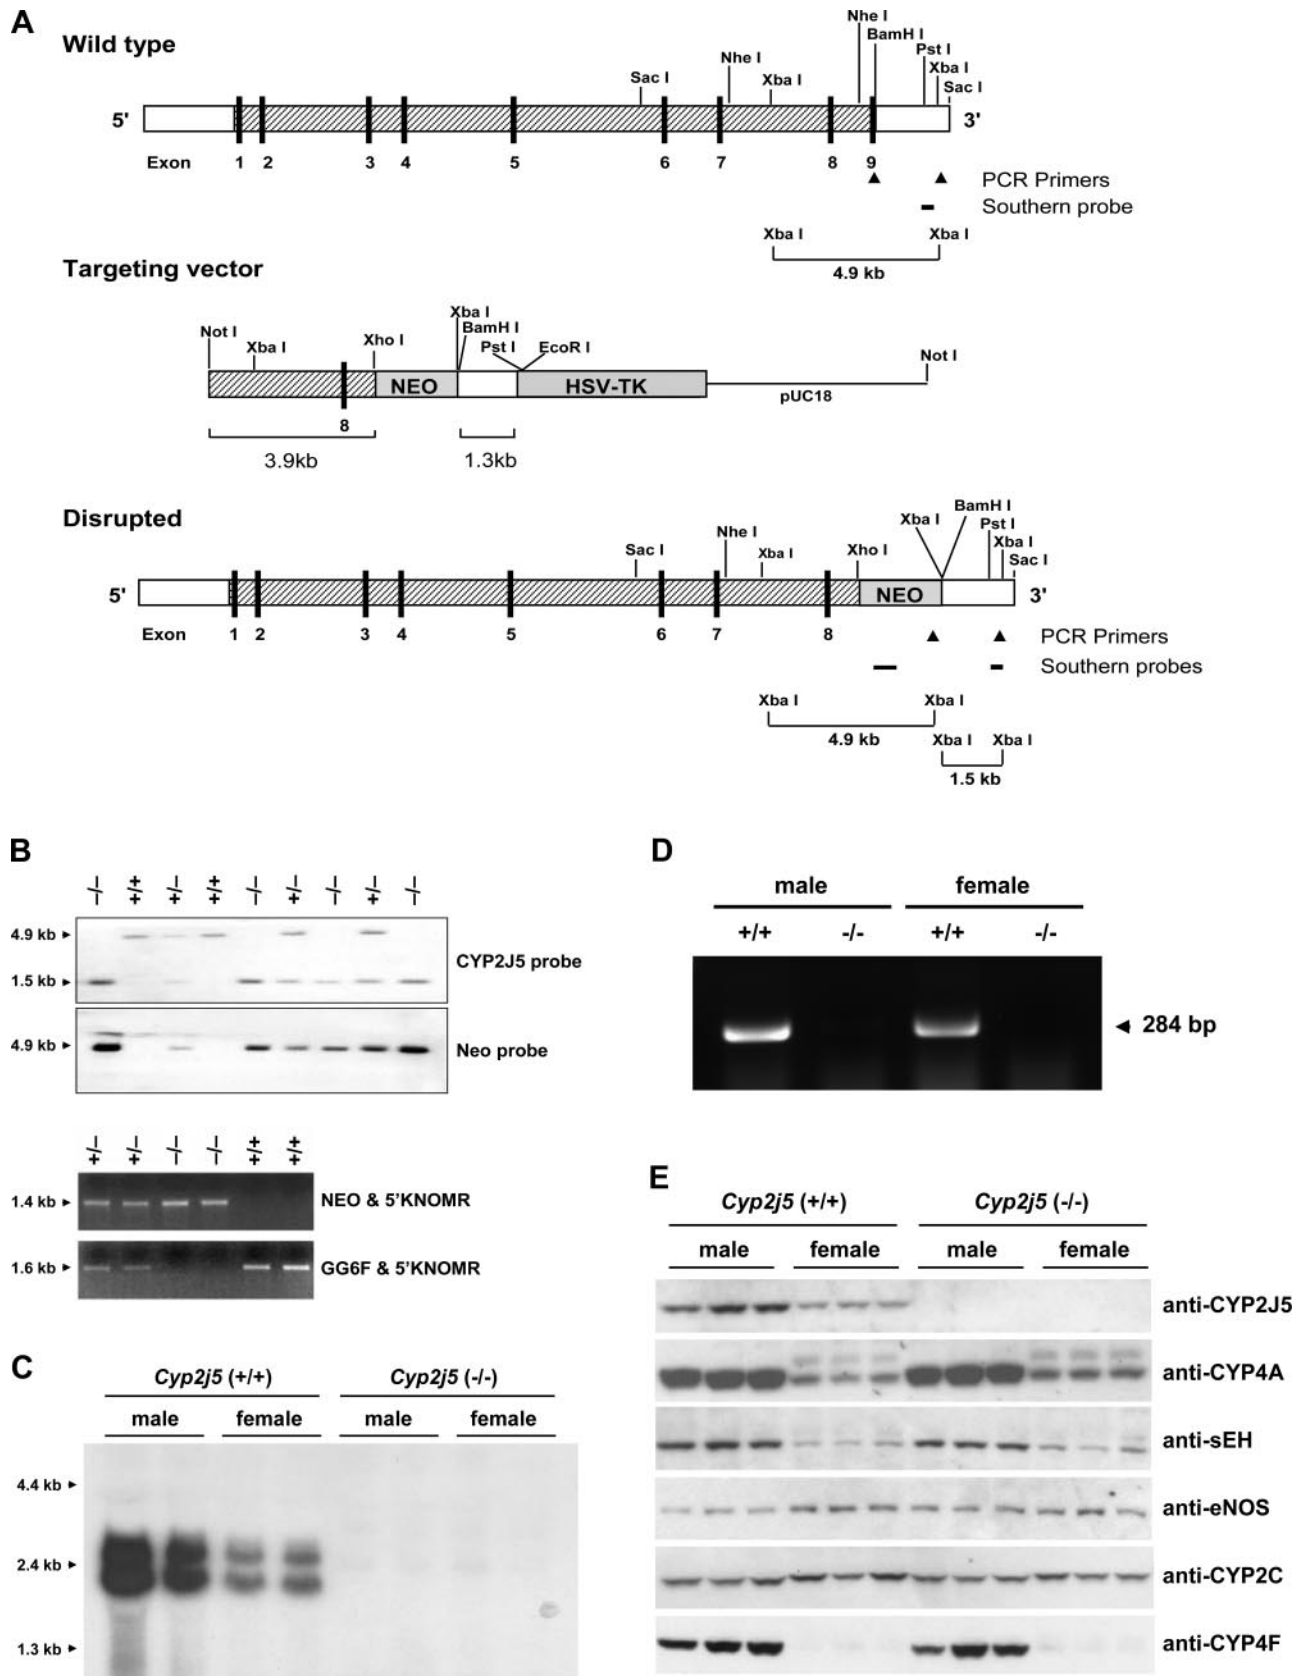 A
Wild type
Nhe I
BamH I
Pst I
Xba I
Sac I
Nhe I
Xba I
Sac I
5' 3'
Exon 1 2 3 4 5 6 7 8 9
PCR Primers
Southern probe
Xba I Xba I
4.9 kb
Targeting vector
Not I
Xba I
Xho I
Xba I
BamH I
Pst I
EcoR I
Not I
NEO
HSV-TK
pUC18
8
3.9kb
1.3kb
Disrupted
Sac I
Nhe I
Xba I
Xho I
Xba I
BamH I
Pst I
Xba I
Sac I
5' NEO 3'
Exon 1 2 3 4 5 6 7 8
PCR Primers
Southern probes
Xba I Xba I
4.9 kb
Xba I Xba I
1.5 kb
B
-/- +/+ +/- +/+ -/- +/- -/- +/- -/-
4.9 kb
1.5 kb
CYP2J5 probe
4.9 kb
Neo probe
+/- +/- -/- -/- +/+ +/+
1.4 kb
NEO & 5'KNOMR
1.6 kb
GG6F & 5'KNOMR
C
Cyp2j5 (+/+) Cyp2j5 (-/-)
male female male female
4.4 kb
2.4 kb
1.3 kb
D
male female
+/+ -/- +/+ -/-
284 bp
E
Cyp2j5 (+/+) Cyp2j5 (-/-)
male female male female
anti-CYP2J5
anti-CYP4A
anti-sEH
anti-eNOS
anti-CYP2C
anti-CYP4F